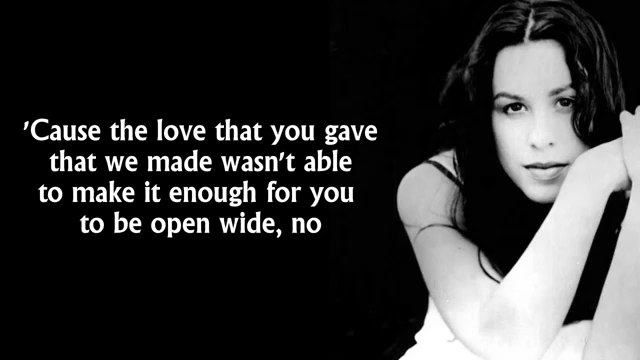 ’Cause the love that you gave
that we made wasn’t able
to make it enough for you
to be open wide, no